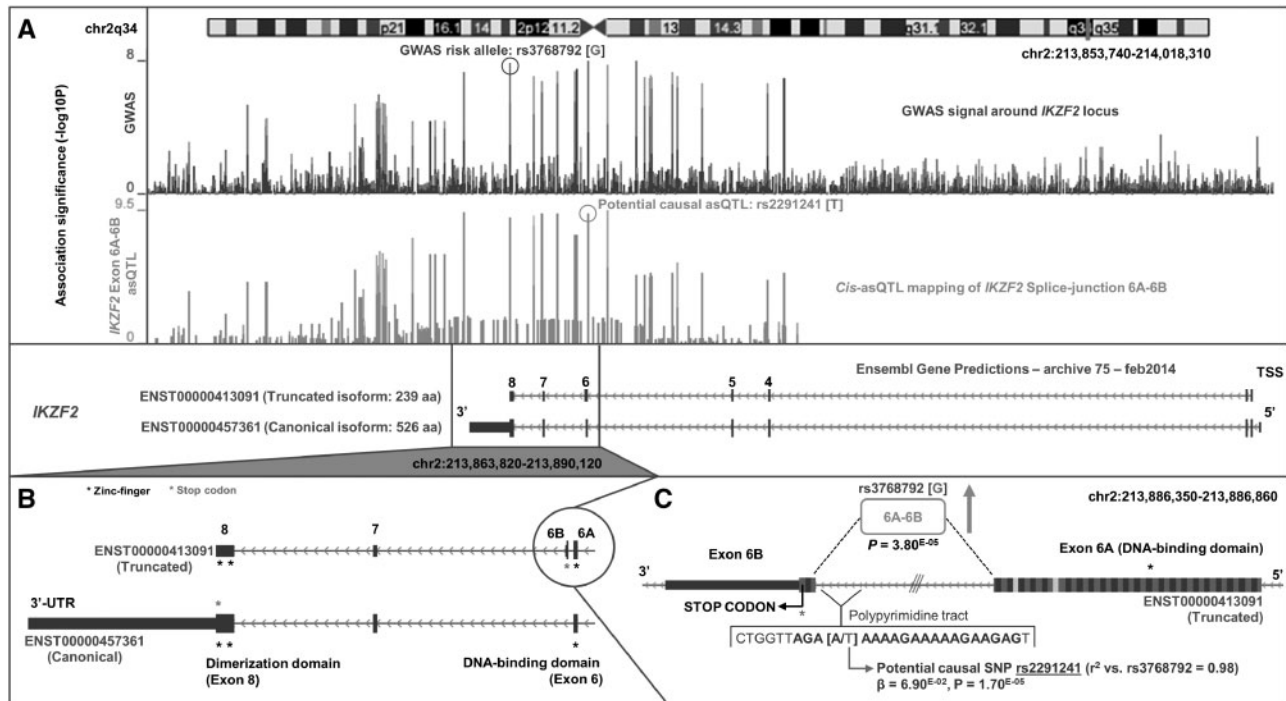 A
chr2q34
p21 16.1 14 2p12 11.2 13 14.3 q31.1 32.1 q3 q35
GWAS risk allele: rs3768792 [G]
chr2:213,853,740-214,018,310
Association significance (-log10P)
8
GWAS
0
GWAS signal around IKZF2 locus
9.5
IKZF2 Exon 6A-6B
asQTL
0
Potential causal asQTL: rs2291241 [T]
Cis-asQTL mapping of IKZF2 Splice-junction 6A-6B
Ensembl Gene Predictions – archive 75 – feb2014
TSS
8 7 6 5 4
IKZF2
ENST00000413091 (Truncated isoform: 239 aa)
3'
5'
ENST00000457361 (Canonical isoform: 526 aa)
chr2:213,863,820-213,890,120
B
* Zinc-finger * Stop codon
8 7 6B 6A
ENST00000413091
(Truncated)
* * * *
3'-UTR
*
ENST00000457361
(Canonical)
* * *
Dimerization domain
(Exon 8)
DNA-binding domain
(Exon 6)
C
rs3768792 [G]
chr2:213,886,350-213,886,860
6A-6B
P = 3.80E-05
Exon 6B
Exon 6A (DNA-binding domain)
*
3'
5'
STOP CODON
*
ENST00000413091
(Truncated)
Polypyrimidine tract
CTGGTTAGA [A/T] AAAAGAAAAAGAAGAGT
Potential causal SNP rs2291241 (r2 vs. rs3768792 = 0.98)
β = 6.90E-02, P = 1.70E-05